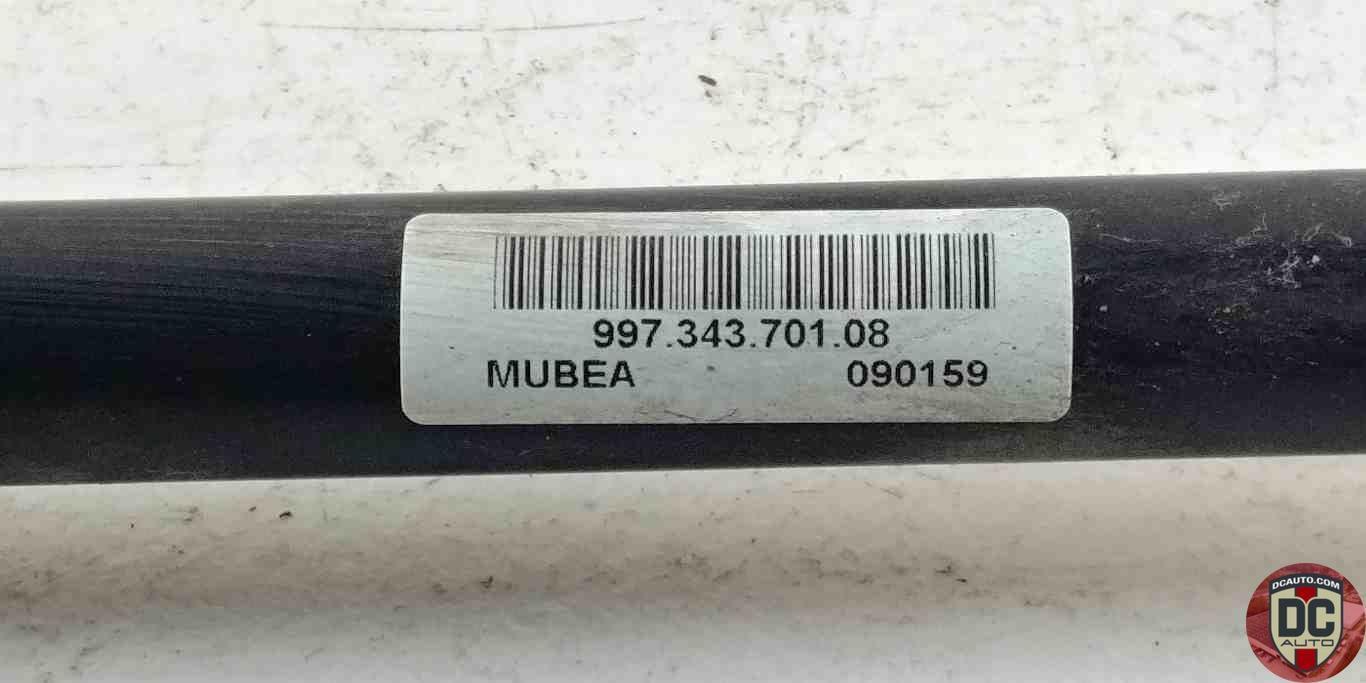 997.343.701.08
MUBEA 090159
DCAUTO.COM
DC
AUTO